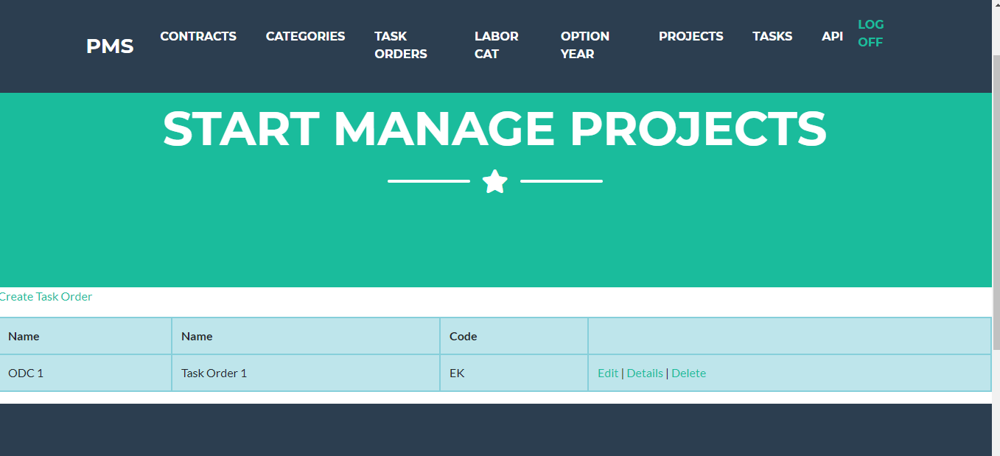 PMS
CONTRACTS
CATEGORIES
TASK
ORDERS
LABOR
CAT
OPTION
YEAR
PROJECTS
TASKS
API
LOG
OFF
START MANAGE PROJECTS
Create Task Order
Name Name Code
ODC 1 Task Order 1 EK Edit | Details | Delete